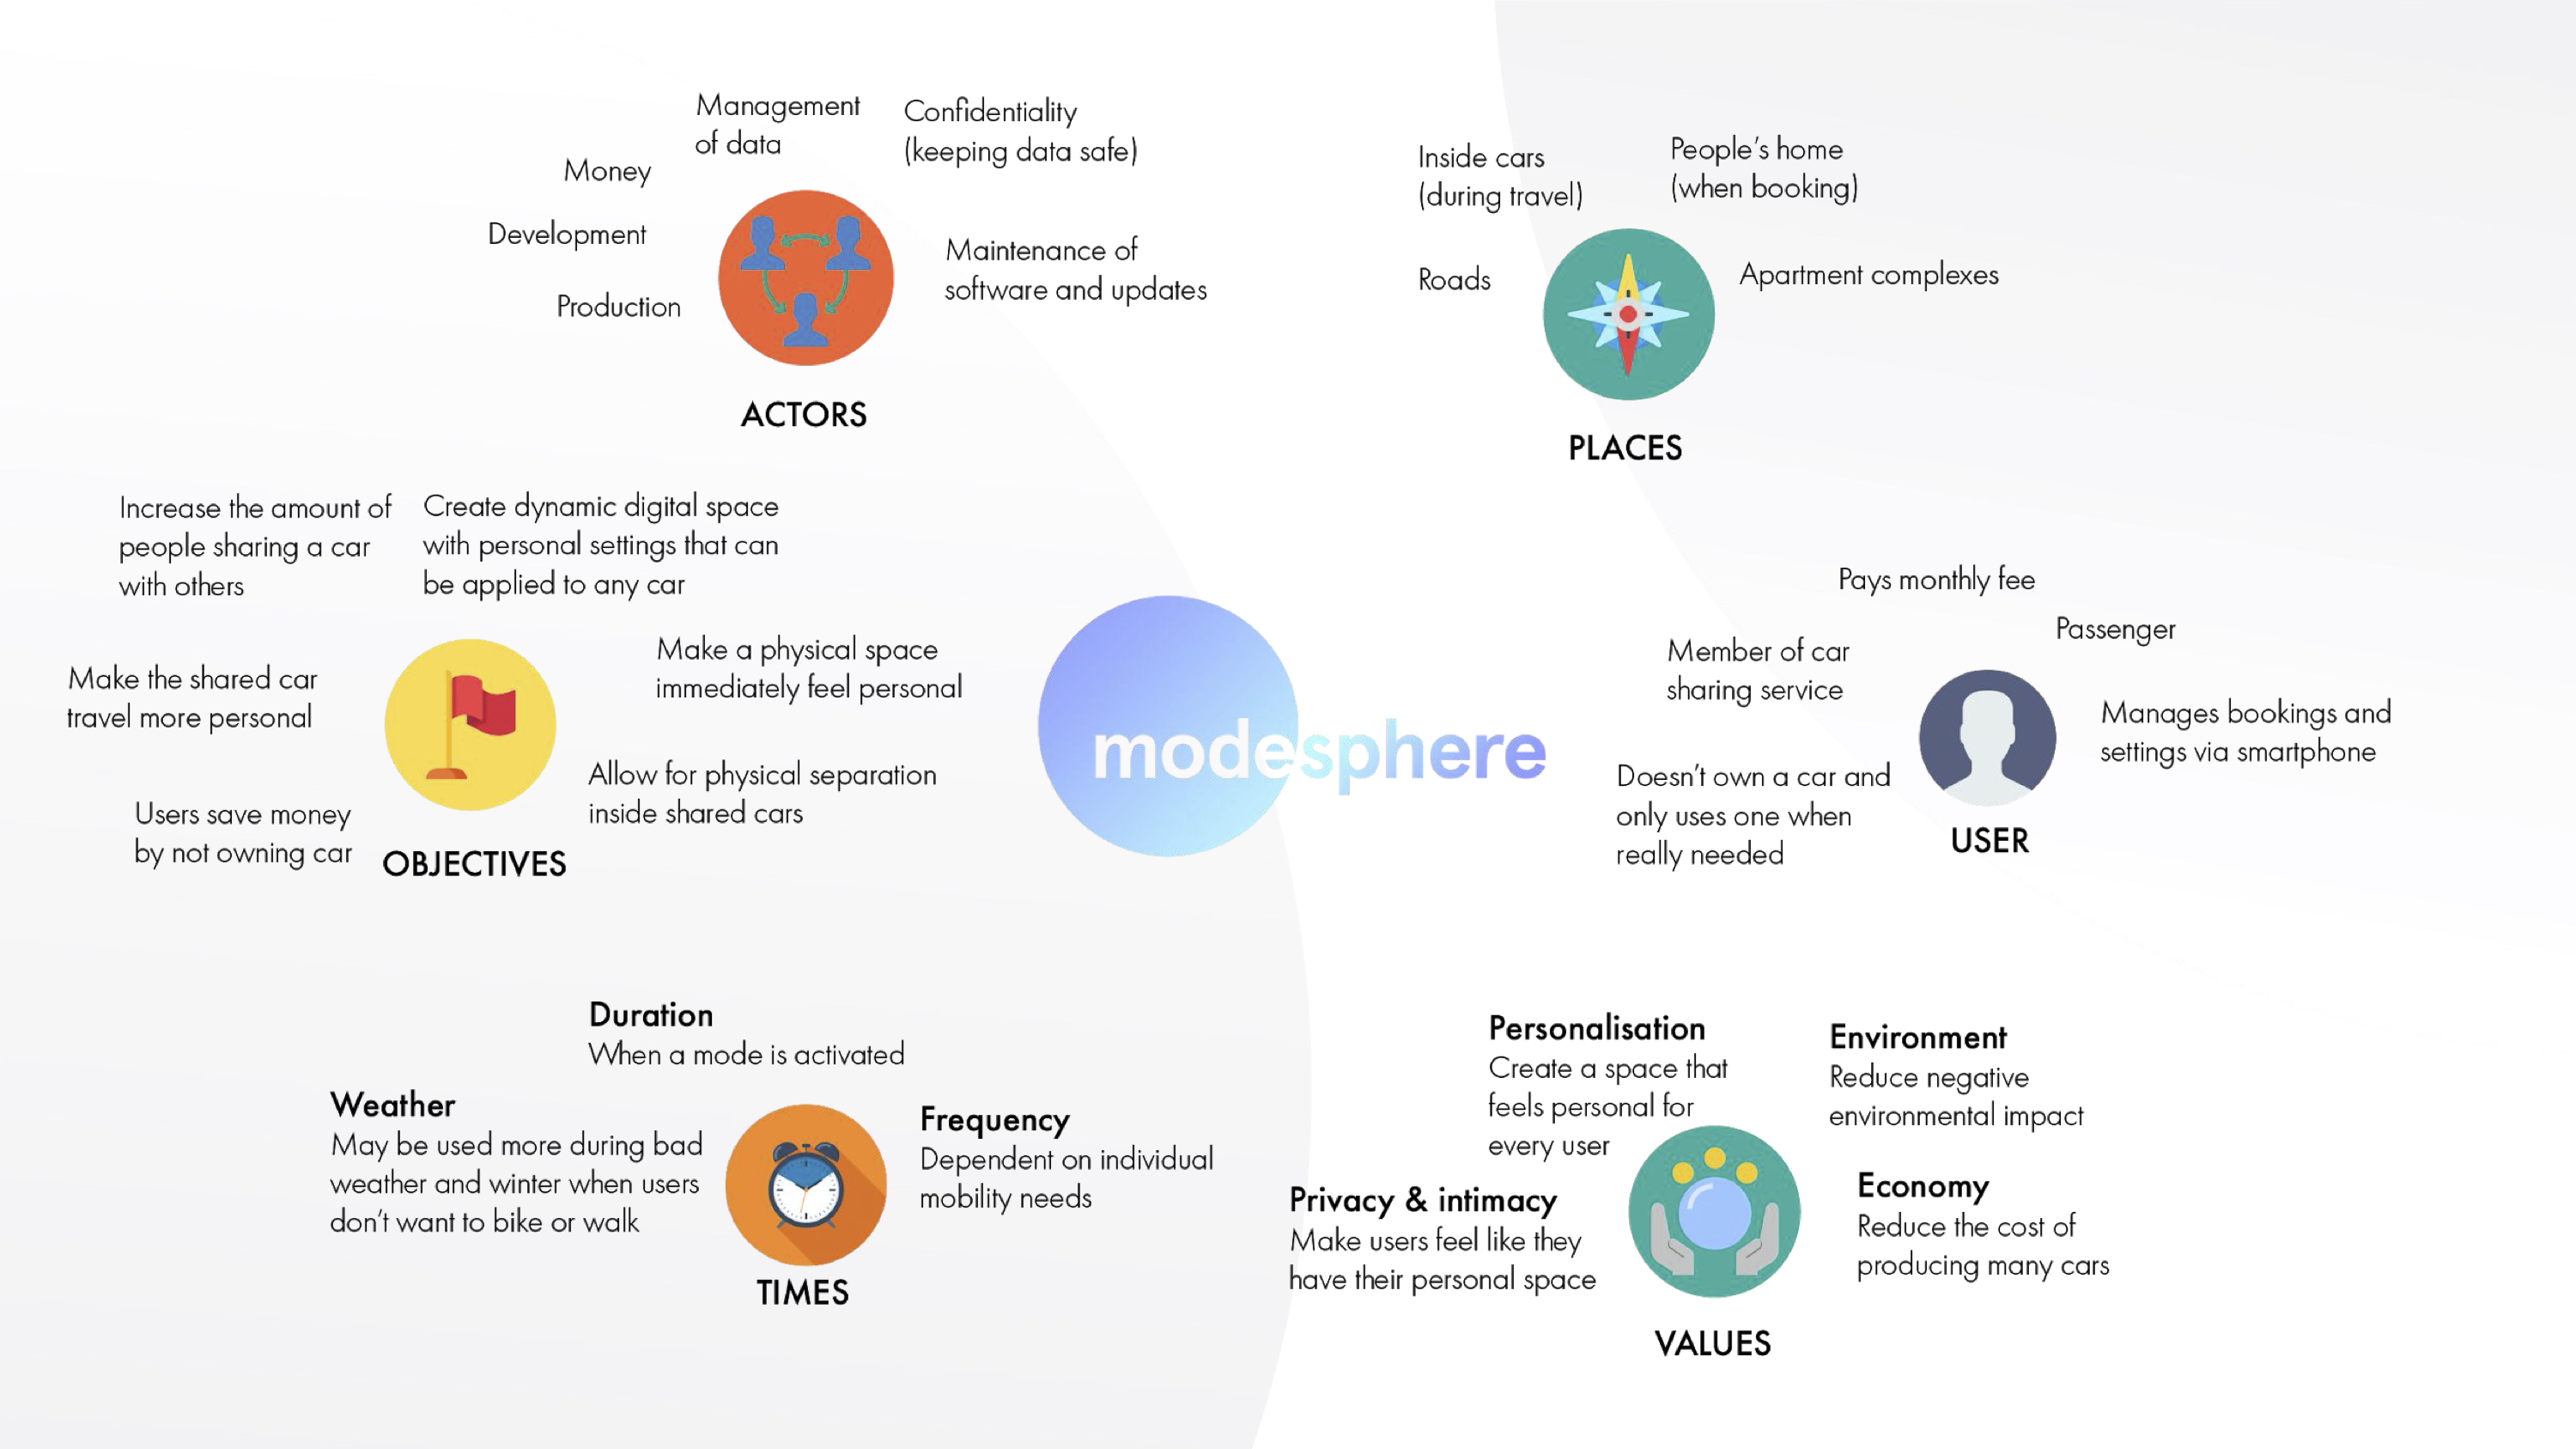 Management
of data
Confidentiality
(keeping data safe)
Money
Development
Production
Maintenance of
software and updates
ACTORS
Inside cars
(during travel)
People's home
(when booking)
Roads
Apartment complexes
PLACES
Increase the amount of
people sharing a car
with others
Create dynamic digital space
with personal settings that can
be applied to any car
Make the shared car
travel more personal
Make a physical space
immediately feel personal
Users save money
by not owning car
Allow for physical separation
inside shared cars
OBJECTIVES
modesphere
Pays monthly fee
Passenger
Member of car
sharing service
Manages bookings and
settings via smartphone
Doesn't own a car and
only uses one when
really needed
USER
Duration
When a mode is activated
Weather
May be used more during bad
weather and winter when users
don't want to bike or walk
Frequency
Dependent on individual
mobility needs
TIMES
Personalisation
Create a space that
feels personal for
every user
Environment
Reduce negative
environmental impact
Privacy & intimacy
Make users feel like they
have their personal space
Economy
Reduce the cost of
producing many cars
VALUES